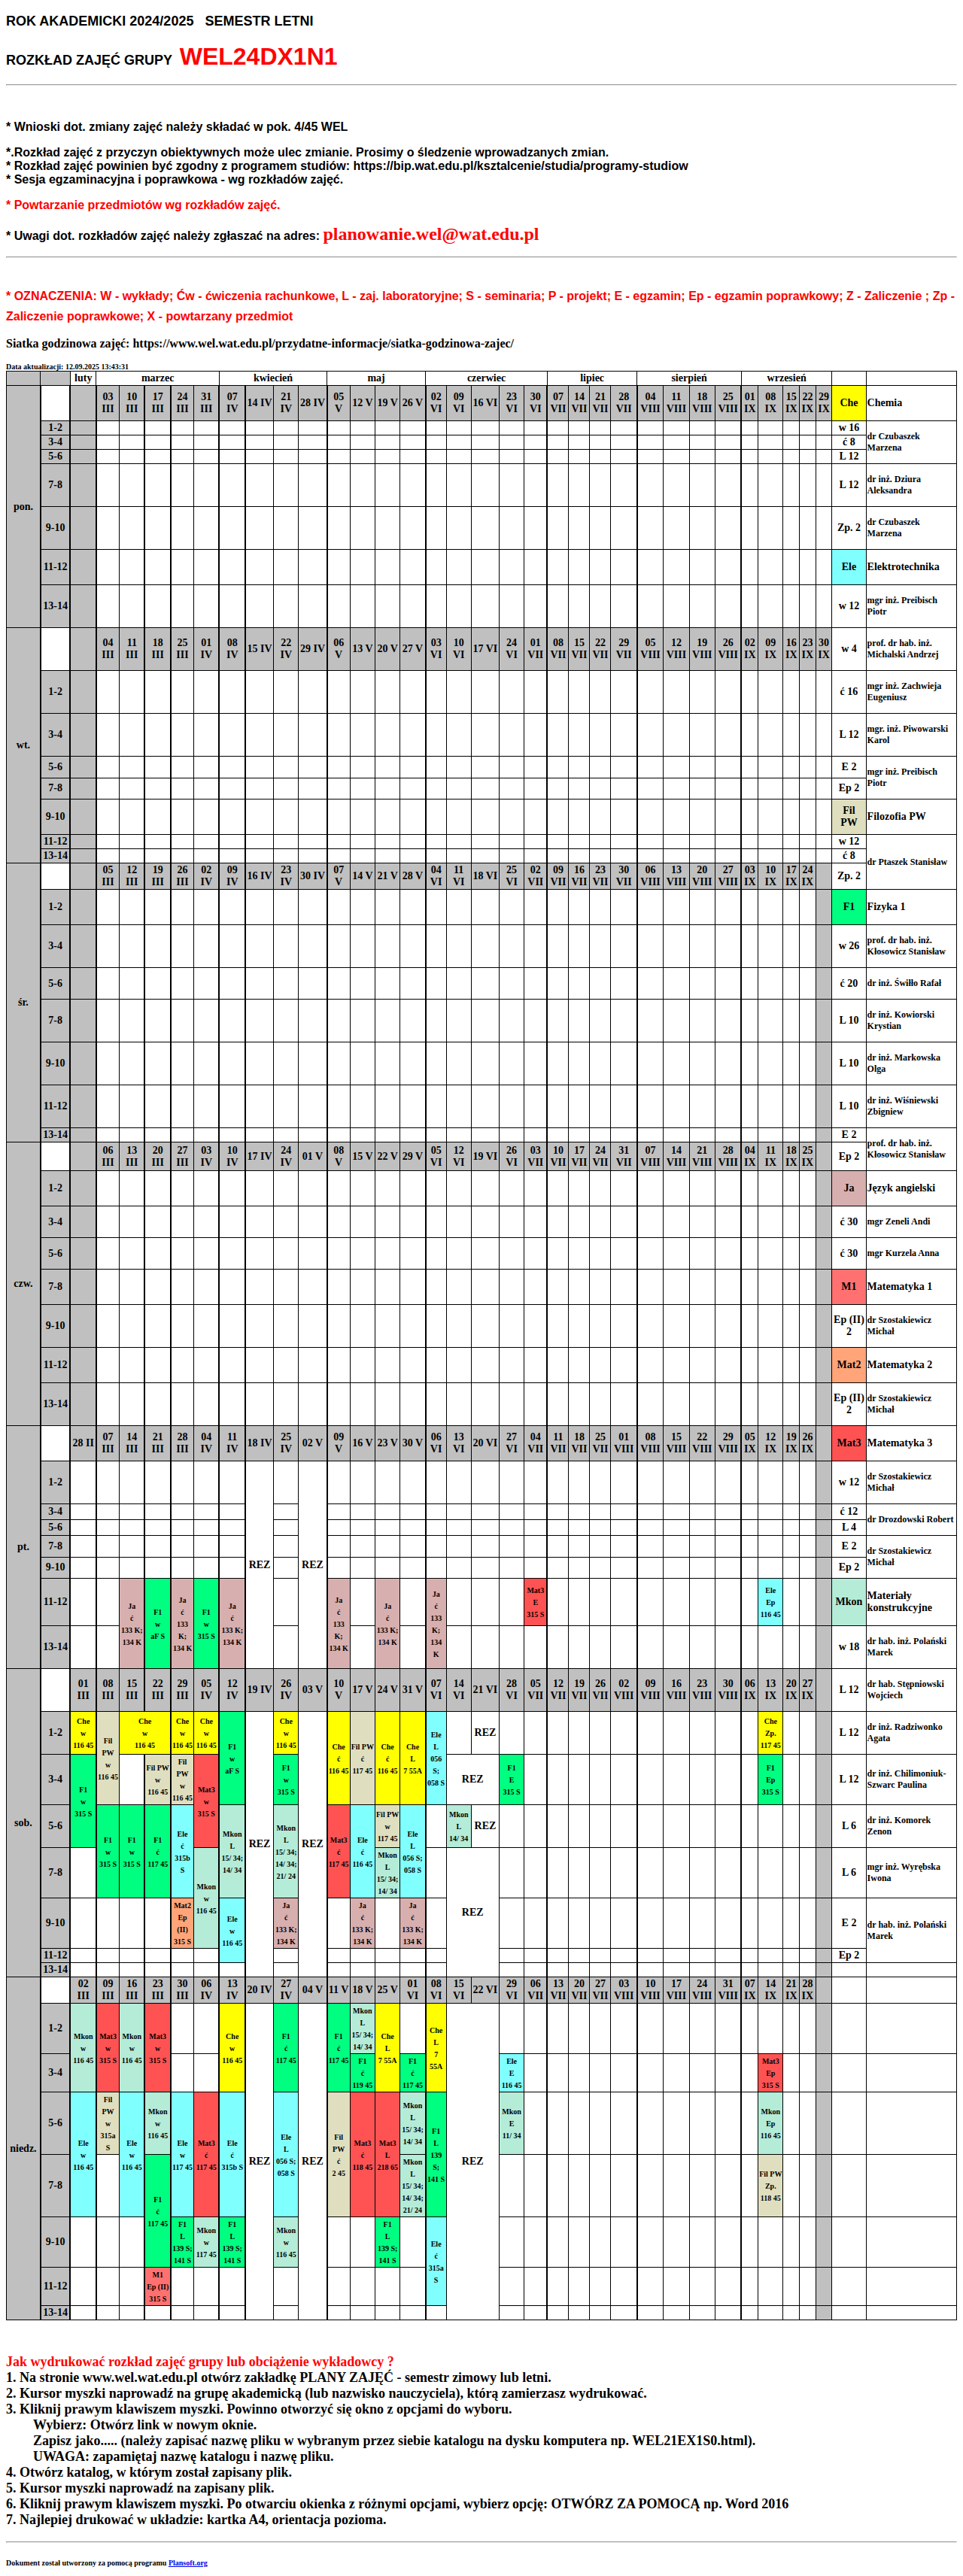 ROK AKADEMICKI 2024/2025 SEMESTR LETNI
ROZKŁAD ZAJĘĆ GRUPY WEL24DX1N1
* Wnioski dot. zmiany zajęć należy składać w pok. 4/45 WEL
*.Rozkład zajęć z przyczyn obiektywnych może ulec zmianie. Prosimy o śledzenie wprowadzanych zmian.
* Rozkład zajęć powinien być zgodny z programem studiów: https://bip.wat.edu.pl/ksztalcenie/studia/programy-studiow
* Sesja egzaminacyjna i poprawkowa - wg rozkładów zajęć.
* Powtarzanie przedmiotów wg rozkładów zajęć.
* Uwagi dot. rozkładów zajęć należy zgłaszać na adres: planowanie.wel@wat.edu.pl
* OZNACZENIA: W - wykłady; Ćw - ćwiczenia rachunkowe, L - zaj. laboratoryjne; S - seminaria; P - projekt; E - egzamin; Ep - egzamin poprawkowy; Z - Zaliczenie ; Zp -
Zaliczenie poprawkowe; X - powtarzany przedmiot
Siatka godzinowa zajęć: https://www.wel.wat.edu.pl/przydatne-informacje/siatka-godzinowa-zajec/
Data aktualizacji: 12.09.2025 13:43:31
luty marzec kwiecień maj czerwiec lipiec sierpień wrzesień
pon. 03 III 10 III 17 III 24 III 31 III 07 IV 14 IV 21 IV 28 IV 05 V 12 V 19 V 26 V 02 VI 09 VI 16 VI 23 VI 30 VI 07 VII 14 VII 21 VII 28 VII 04 VIII 11 VIII 18 VIII 25 VIII 01 IX 08 IX 15 IX 22 IX 29 IX Che Chemia
1-2 w 16 dr Czubaszek Marzena
3-4 ć 8
5-6 L 12
7-8 L 12 dr inż. Dziura Aleksandra
9-10 Zp. 2 dr Czubaszek Marzena
11-12 Ele Elektrotechnika
13-14 w 12 mgr inż. Preibisch Piotr
wt. 04 III 11 III 18 III 25 III 01 IV 08 IV 15 IV 22 IV 29 IV 06 V 13 V 20 V 27 V 03 VI 10 VI 17 VI 24 VI 01 VII 08 VII 15 VII 22 VII 29 VII 05 VIII 12 VIII 19 VIII 26 VIII 02 IX 09 IX 16 IX 23 IX 30 IX w 4 prof. dr hab. inż. Michalski Andrzej
1-2 ć 16 mgr inż. Zachwieja Eugeniusz
3-4 L 12 mgr. inż. Piwowarski Karol
5-6 E 2 mgr inż. Preibisch Piotr
7-8 Ep 2
9-10 Fil PW Filozofia PW
11-12 w 12 dr Ptaszek Stanisław
13-14 ć 8
śr. 05 III 12 III 19 III 26 III 02 IV 09 IV 16 IV 23 IV 30 IV 07 V 14 V 21 V 28 V 04 VI 11 VI 18 VI 25 VI 02 VII 09 VII 16 VII 23 VII 30 VII 06 VIII 13 VIII 20 VIII 27 VIII 03 IX 10 IX 17 IX 24 IX Zp. 2
1-2 F1 Fizyka 1
3-4 w 26 prof. dr hab. inż. Kłosowicz Stanisław
5-6 ć 20 dr inż. Świłło Rafał
7-8 L 10 dr inż. Kowiorski Krystian
9-10 L 10 dr inż. Markowska Olga
11-12 L 10 dr inż. Wiśniewski Zbigniew
13-14 E 2 prof. dr hab. inż. Kłosowicz Stanisław
czw. 06 III 13 III 20 III 27 III 03 IV 10 IV 17 IV 24 IV 01 V 08 V 15 V 22 V 29 V 05 VI 12 VI 19 VI 26 VI 03 VII 10 VII 17 VII 24 VII 31 VII 07 VIII 14 VIII 21 VIII 28 VIII 04 IX 11 IX 18 IX 25 IX Ep 2
1-2 Ja Język angielski
3-4 ć 30 mgr Zeneli Andi
5-6 ć 30 mgr Kurzela Anna
7-8 M1 Matematyka 1
9-10 Ep (II) 2 dr Szostakiewicz Michał
11-12 Mat2 Matematyka 2
13-14 Ep (II) 2 dr Szostakiewicz Michał
pt. 28 II 07 III 14 III 21 III 28 III 04 IV 11 IV 18 IV 25 IV 02 V 09 V 16 V 23 V 30 V 06 VI 13 VI 20 VI 27 VI 04 VII 11 VII 18 VII 25 VII 01 VIII 08 VIII 15 VIII 22 VIII 29 VIII 05 IX 12 IX 19 IX 26 IX Mat3 Matematyka 3
1-2 REZ REZ w 12 dr Szostakiewicz Michał
3-4 ć 12 dr Drozdowski Robert
5-6 L 4
7-8 E 2 dr Szostakiewicz Michał
9-10 Ep 2
11-12 Ja ć 133 K; 134 K F1 w aF S Ja ć 133 K; 134 K F1 w 315 S Ja ć 133 K; 134 K Ja ć 133 K; 134 K Ja ć 133 K; 134 K Ja ć 133 K; 134 K Mat3 E 315 S Ele Ep 116 45 Mkon Materiały konstrukcyjne
13-14 w 18 dr hab. inż. Polański Marek
sob. 01 III 08 III 15 III 22 III 29 III 05 IV 12 IV 19 IV 26 IV 03 V 10 V 17 V 24 V 31 V 07 VI 14 VI 21 VI 28 VI 05 VII 12 VII 19 VII 26 VII 02 VIII 09 VIII 16 VIII 23 VIII 30 VIII 06 IX 13 IX 20 IX 27 IX L 12 dr hab. Stępniowski Wojciech
1-2 Che w 116 45 Fil PW w 116 45 Che w 116 45 Che w 116 45 Che w 116 45 F1 w aF S REZ Che w 116 45 REZ Che ć 116 45 Fil PW ć 117 45 Che ć 116 45 Che L 7 55A Ele L 056 S; 058 S REZ Che Zp. 117 45 L 12 dr inż. Radziwonko Agata
3-4 F1 w 315 S Fil PW w 116 45 Fil PW w 116 45 Mat3 w 315 S F1 w 315 S REZ F1 E 315 S F1 Ep 315 S L 12 dr inż. Chilimoniuk-Szwarc Paulina
5-6 F1 w 315 S F1 w 315 S F1 ć 117 45 Ele ć 315b S Mkon L 15/ 34; 14/ 34 Mkon L 15/ 34; 14/ 34; 21/ 24 Mat3 ć 117 45 Ele ć 116 45 Fil PW w 117 45 Ele L 056 S; 058 S Mkon L 14/ 34 REZ L 6 dr inż. Komorek Zenon
7-8 Mkon w 116 45 Mkon L 15/ 34; 14/ 34 REZ L 6 mgr inż. Wyrębska Iwona
9-10 Mat2 Ep (II) 315 S Ele w 116 45 Ja ć 133 K; 134 K Ja ć 133 K; 134 K Ja ć 133 K; 134 K E 2 dr hab. inż. Polański Marek
11-12 Ep 2
13-14
niedz. 02 III 09 III 16 III 23 III 30 III 06 IV 13 IV 20 IV 27 IV 04 V 11 V 18 V 25 V 01 VI 08 VI 15 VI 22 VI 29 VI 06 VII 13 VII 20 VII 27 VII 03 VIII 10 VIII 17 VIII 24 VIII 31 VIII 07 IX 14 IX 21 IX 28 IX
1-2 Mkon w 116 45 Mat3 w 315 S Mkon w 116 45 Mat3 w 315 S Che w 116 45 REZ F1 ć 117 45 REZ F1 ć 117 45 Mkon L 15/ 34; 14/ 34 Che L 7 55A Che L 7 55A REZ
3-4 F1 ć 119 45 F1 ć 117 45 Ele E 116 45 Mat3 Ep 315 S
5-6 Ele w 116 45 Fil PW w 315a S Ele w 116 45 Mkon w 116 45 Ele w 117 45 Mat3 ć 117 45 Ele ć 315b S Ele L 056 S; 058 S Fil PW ć 2 45 Mat3 ć 118 45 Mat3 L 218 65 Mkon L 15/ 34; 14/ 34 F1 L 139 S; 141 S Mkon E 11/ 34 Mkon Ep 116 45
7-8 F1 ć 117 45 Mkon L 15/ 34; 14/ 34; 21/ 24 Fil PW Zp. 118 45
9-10 F1 L 139 S; 141 S Mkon w 117 45 F1 L 139 S; 141 S Mkon w 116 45 F1 L 139 S; 141 S Ele ć 315a S
11-12 M1 Ep (II) 315 S
13-14
Jak wydrukować rozkład zajęć grupy lub obciążenie wykładowcy ?
1. Na stronie www.wel.wat.edu.pl otwórz zakładkę PLANY ZAJĘĆ - semestr zimowy lub letni.
2. Kursor myszki naprowadź na grupę akademicką (lub nazwisko nauczyciela), którą zamierzasz wydrukować.
3. Kliknij prawym klawiszem myszki. Powinno otworzyć się okno z opcjami do wyboru.
Wybierz: Otwórz link w nowym oknie.
Zapisz jako..... (należy zapisać nazwę pliku w wybranym przez siebie katalogu na dysku komputera np. WEL21EX1S0.html).
UWAGA: zapamiętaj nazwę katalogu i nazwę pliku.
4. Otwórz katalog, w którym został zapisany plik.
5. Kursor myszki naprowadź na zapisany plik.
6. Kliknij prawym klawiszem myszki. Po otwarciu okienka z różnymi opcjami, wybierz opcję: OTWÓRZ ZA POMOCĄ np. Word 2016
7. Najlepiej drukować w układzie: kartka A4, orientacja pozioma.
Dokument został utworzony za pomocą programu Plansoft.org